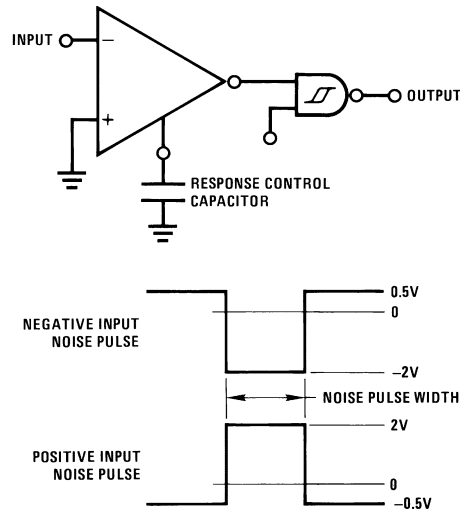 INPUT
−
+
OUTPUT
RESPONSE CONTROL
CAPACITOR
0.5V
0
NEGATIVE INPUT
NOISE PULSE
−2V
NOISE PULSE WIDTH
2V
POSITIVE INPUT
NOISE PULSE
0
−0.5V